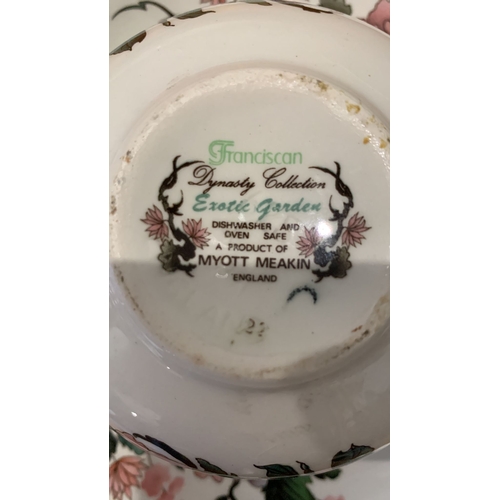 Franciscan
Dynasty Collection
Exotic Garden
DISHWASHER AND
OVEN SAFE
A PRODUCT OF
MYOTT MEAKIN
ENGLAND